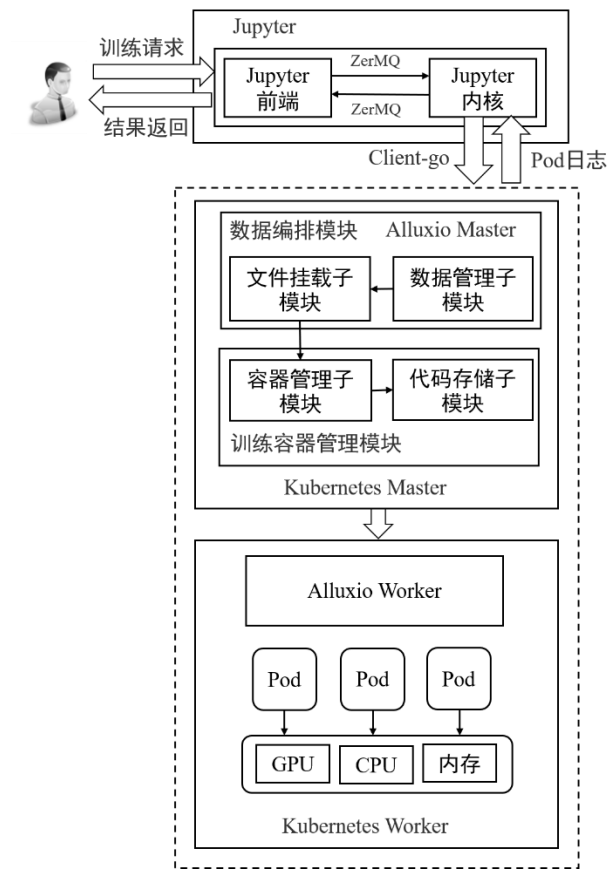 Jupyter
训练请求
结果返回
Jupyter
前端
ZerMQ
ZerMQ
Jupyter
内核
Client-go
Pod日志
数据编排模块
Alluxio Master
文件挂载子
模块
数据管理子
模块
容器管理子
模块
代码存储子
模块
训练容器管理模块
Kubernetes Master
Alluxio Worker
Pod
Pod
Pod
GPU
CPU
内存
Kubernetes Worker